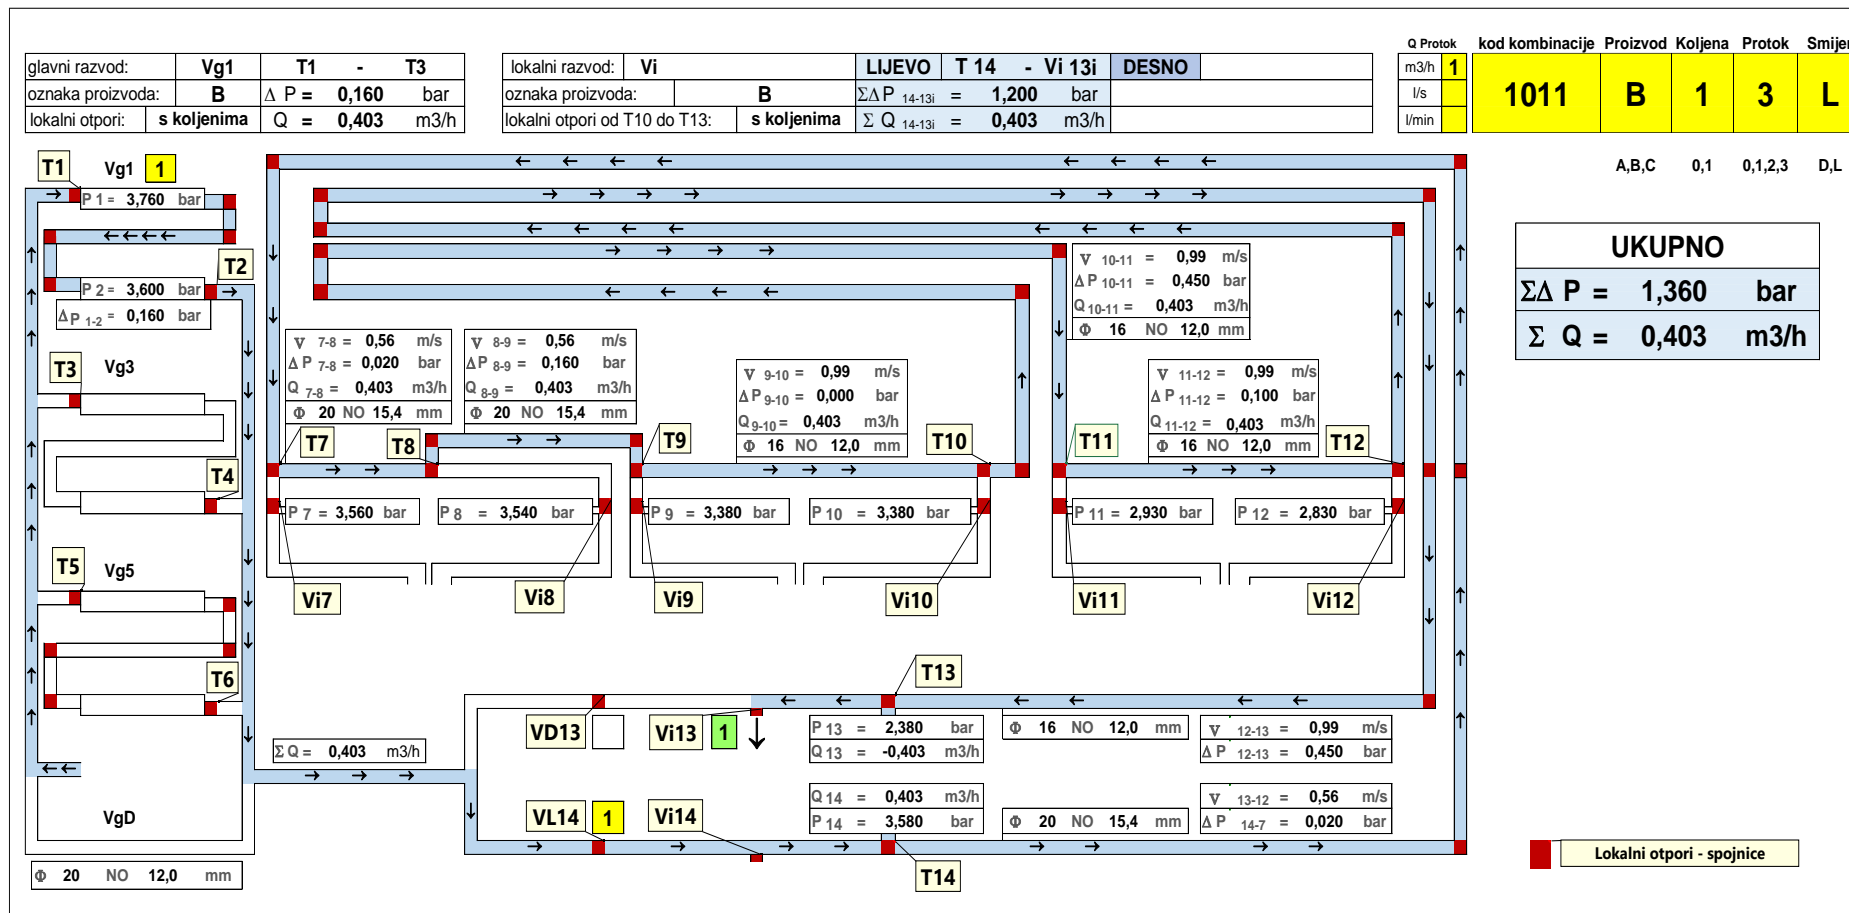 glavni razvod: Vg1 T1 - T3
oznaka proizvoda: B Δ P = 0,160 bar
lokalni otpori: s koljenima Q = 0,403 m3/h
lokalni razvod: Vi LIJEVO T 14 - Vi 13i DESNO
oznaka proizvoda: B ΣΔ P 14-13i = 1,200 bar
lokalni otpori od T10 do T13: s koljenima Σ Q 14-13i = 0,403 m3/h
Q Protok
m3/h 1
l/s
l/min
kod kombinacije Proizvod Koljena Protok Smijer
1011 B 1 3 L
A,B,C 0,1 0,1,2,3 D,L
UKUPNO
ΣΔ P = 1,360 bar
Σ Q = 0,403 m3/h
T1 Vg1 1
P 1 = 3,760 bar
T2
P 2 = 3,600 bar
Δ P 1-2 = 0,160 bar
T3 Vg3
T4
T5 Vg5
T6
VgD
Φ 20 NO 12,0 mm
V 7-8 = 0,56 m/s
Δ P 7-8 = 0,020 bar
Q 7-8 = 0,403 m3/h
Φ 20 NO 15,4 mm
V 8-9 = 0,56 m/s
Δ P 8-9 = 0,160 bar
Q 8-9 = 0,403 m3/h
Φ 20 NO 15,4 mm
V 9-10 = 0,99 m/s
Δ P 9-10 = 0,000 bar
Q 9-10 = 0,403 m3/h
Φ 16 NO 12,0 mm
V 10-11 = 0,99 m/s
Δ P 10-11 = 0,450 bar
Q 10-11 = 0,403 m3/h
Φ 16 NO 12,0 mm
V 11-12 = 0,99 m/s
Δ P 11-12 = 0,100 bar
Q 11-12 = 0,403 m3/h
Φ 16 NO 12,0 mm
T7 T8 T9 T10 T11 T12
P 7 = 3,560 bar
P 8 = 3,540 bar
P 9 = 3,380 bar
P 10 = 3,380 bar
P 11 = 2,930 bar
P 12 = 2,830 bar
Vi7 Vi8 Vi9 Vi10 Vi11 Vi12
T13
VD13 Vi13 1
P 13 = 2,380 bar
Q 13 = -0,403 m3/h
Φ 16 NO 12,0 mm
V 12-13 = 0,99 m/s
Δ P 12-13 = 0,450 bar
Σ Q = 0,403 m3/h
VL14 1 Vi14
Q 14 = 0,403 m3/h
P 14 = 3,580 bar
Φ 20 NO 15,4 mm
V 13-12 = 0,56 m/s
Δ P 14-7 = 0,020 bar
T14
Lokalni otpori - spojnice